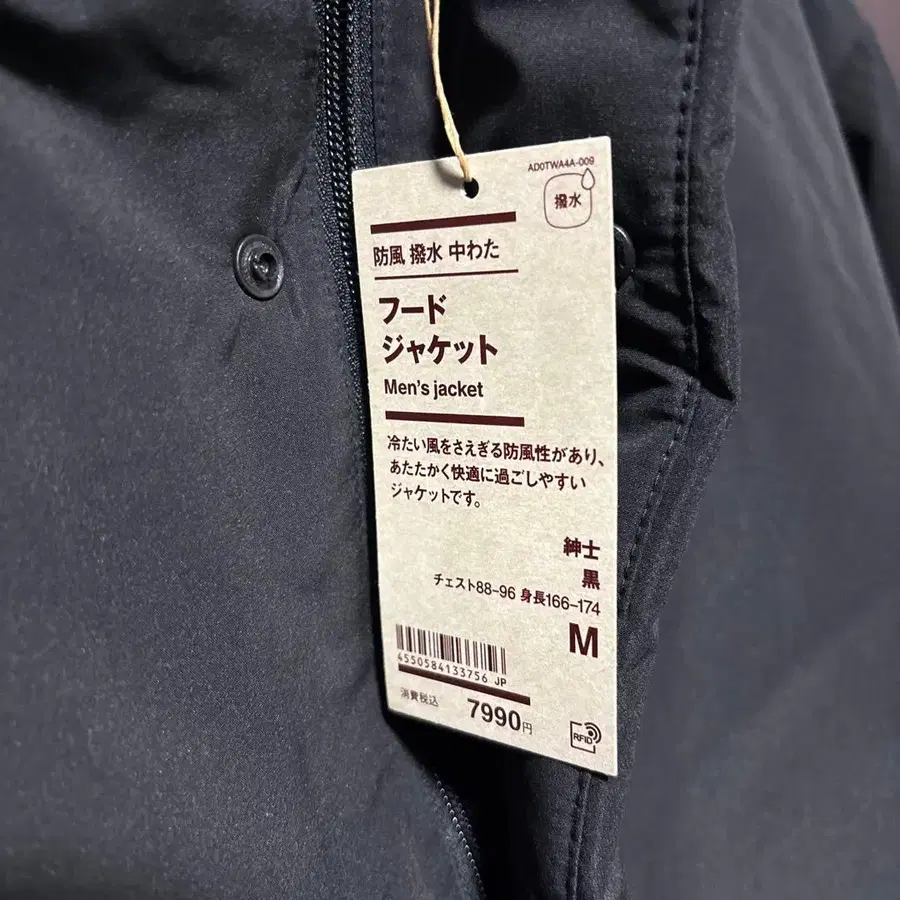 AD0TWA4A-009
撥水
防風 撥水 中わた
フード
ジャケット
Men's jacket
冷たい風をさえぎる防風性があり、
あたたかく快適に過ごしやすい
ジャケットです。
紳士
黒
チェスト88-96 身長166-174
M
4550584133756 JP
消費税込 7990円
RFID